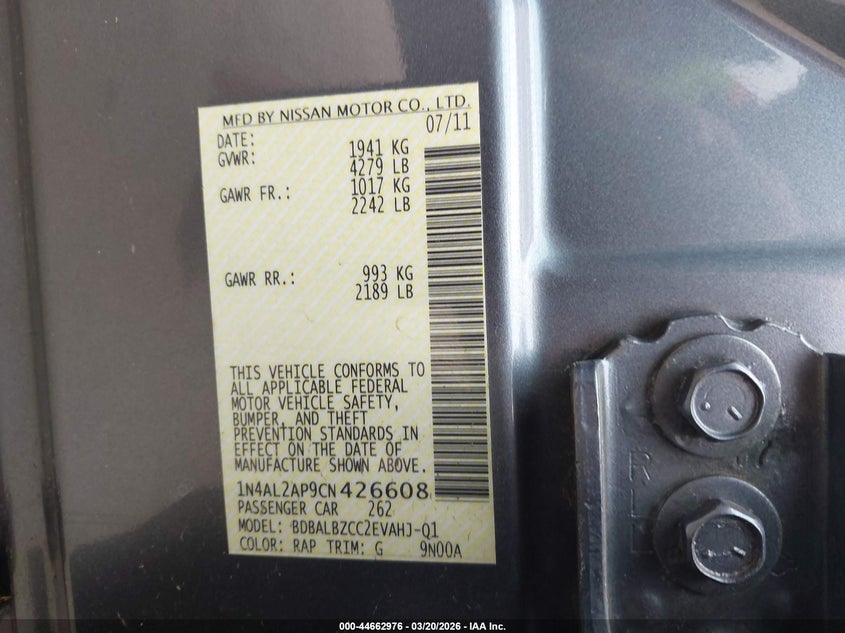 MFD BY NISSAN MOTOR CO., LTD.
DATE: 07/11
GVWR: 1941 KG
4279 LB
GAWR FR.: 1017 KG
2242 LB
GAWR RR.: 993 KG
2189 LB
THIS VEHICLE CONFORMS TO
ALL APPLICABLE FEDERAL
MOTOR VEHICLE SAFETY,
BUMPER, AND THEFT
PREVENTION STANDARDS IN
EFFECT ON THE DATE OF
MANUFACTURE SHOWN ABOVE.
1N4AL2AP9CN426608
PASSENGER CAR 262
MODEL: BDBALBZCC2EVAHJ-Q1
COLOR: RAP TRIM: G 9N00A
000-44662976 - 03/20/2026 - IAA Inc.